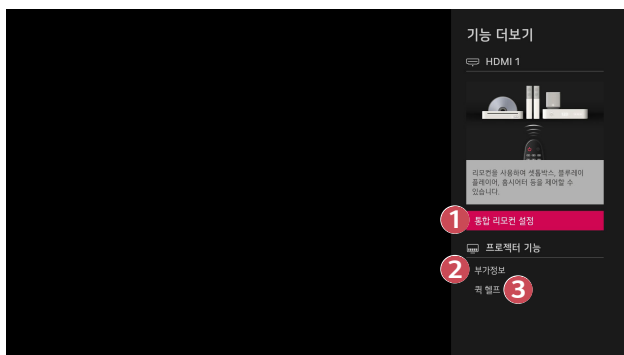 기능 더보기
HDMI 1
리모컨을 사용하여 셋톱박스, 블루레이
플레이어, 홈시어터 등을 제어할 수
있습니다.
1 통합 리모컨 설정
프로젝터 기능
2 부가정보
퀵 헬프 3